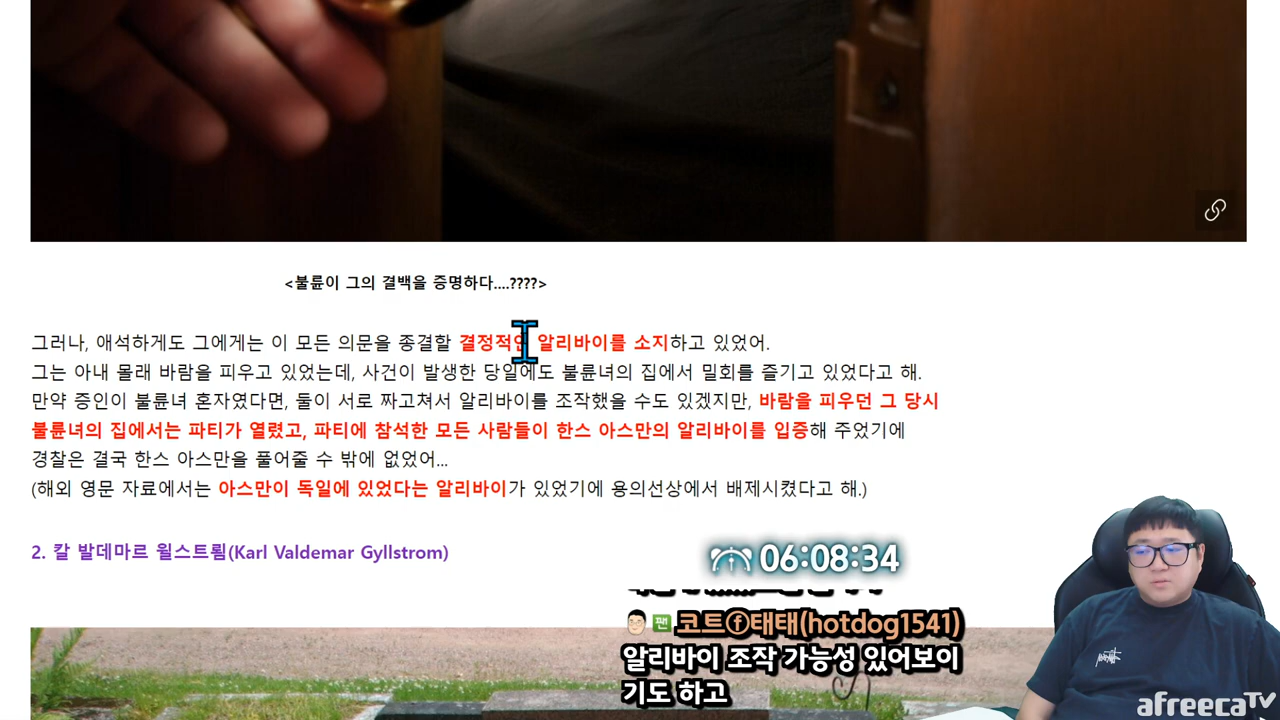 <불륜이 그의 결백을 증명하다....????>
그러나, 애석하게도 그에게는 이 모든 의문을 종결할 결정적인 알리바이를 소지하고 있었어.
그는 아내 몰래 바람을 피우고 있었는데, 사건이 발생한 당일에도 불륜녀의 집에서 밀회를 즐기고 있었다고 해.
만약 증인이 불륜녀 혼자였다면, 둘이 서로 짜고쳐서 알리바이를 조작했을 수도 있겠지만, 바람을 피우던 그 당시
불륜녀의 집에서는 파티가 열렸고, 파티에 참석한 모든 사람들이 한스 아스만의 알리바이를 입증해 주었기에
경찰은 결국 한스 아스만을 풀어줄 수 밖에 없었어...
(해외 영문 자료에서는 아스만이 독일에 있었다는 알리바이가 있었기에 용의선상에서 배제시켰다고 해.)
2. 칼 발데마르 윌스트룀(Karl Valdemar Gyllstrom)
06:08:34
팬 코트ⓕ태태(hotdog1541)
알리바이 조작 가능성 있어보이
기도 하고
afreecaTV